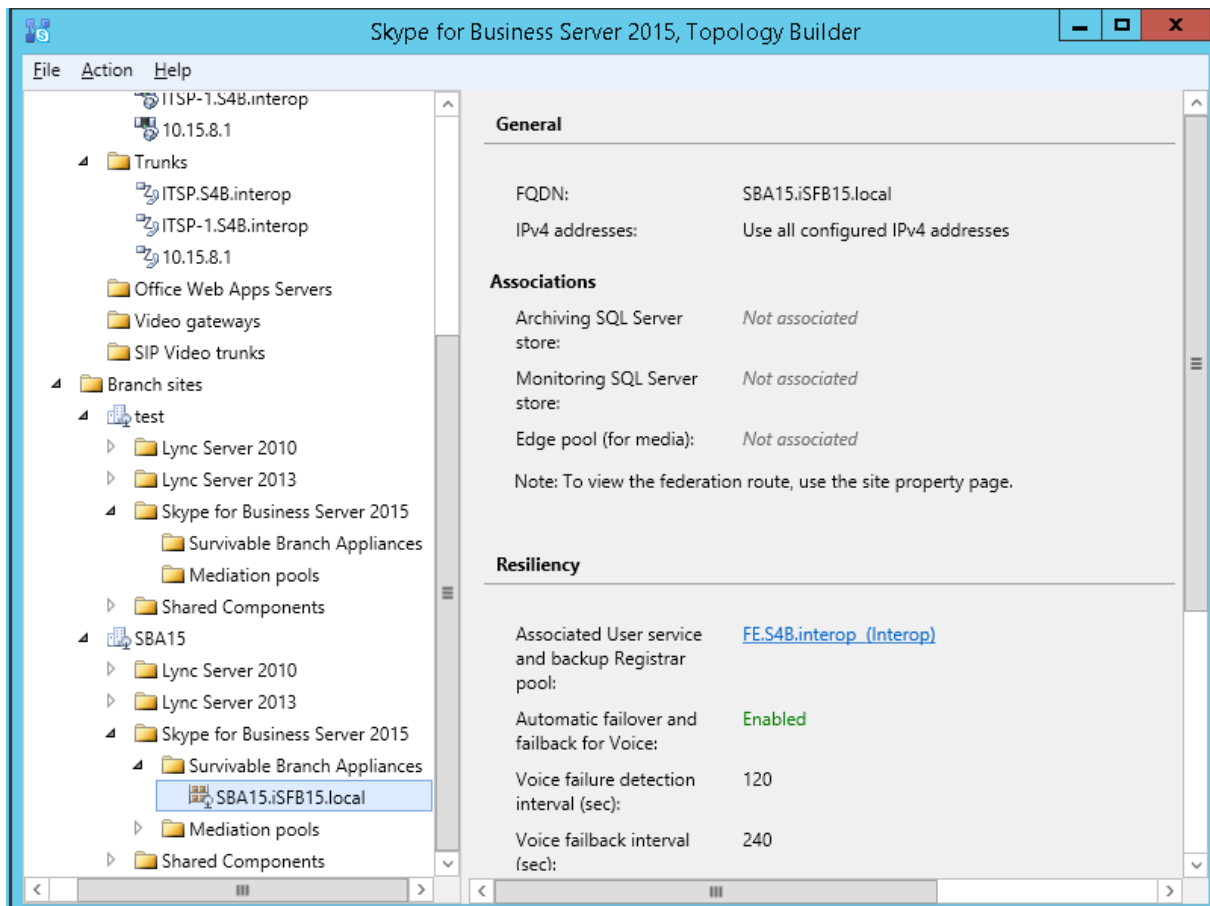 Skype for Business Server 2015, Topology Builder
File Action Help
ITSP-1.S4B.interop
10.15.8.1
Trunks
ITSP.S4B.interop
ITSP-1.S4B.interop
10.15.8.1
Office Web Apps Servers
Video gateways
SIP Video trunks
Branch sites
test
Lync Server 2010
Lync Server 2013
Skype for Business Server 2015
Survivable Branch Appliances
Mediation pools
Shared Components
SBA15
Lync Server 2010
Lync Server 2013
Skype for Business Server 2015
Survivable Branch Appliances
SBA15.iSFB15.local
Mediation pools
Shared Components
General
FQDN: SBA15.iSFB15.local
IPv4 addresses: Use all configured IPv4 addresses
Associations
Archiving SQL Server Not associated
store:
Monitoring SQL Server Not associated
store:
Edge pool (for media): Not associated
Note: To view the federation route, use the site property page.
Resiliency
Associated User service FE.S4B.interop (Interop)
and backup Registrar
pool:
Automatic failover and Enabled
failback for Voice:
Voice failure detection 120
interval (sec):
Voice failback interval 240
(sec):